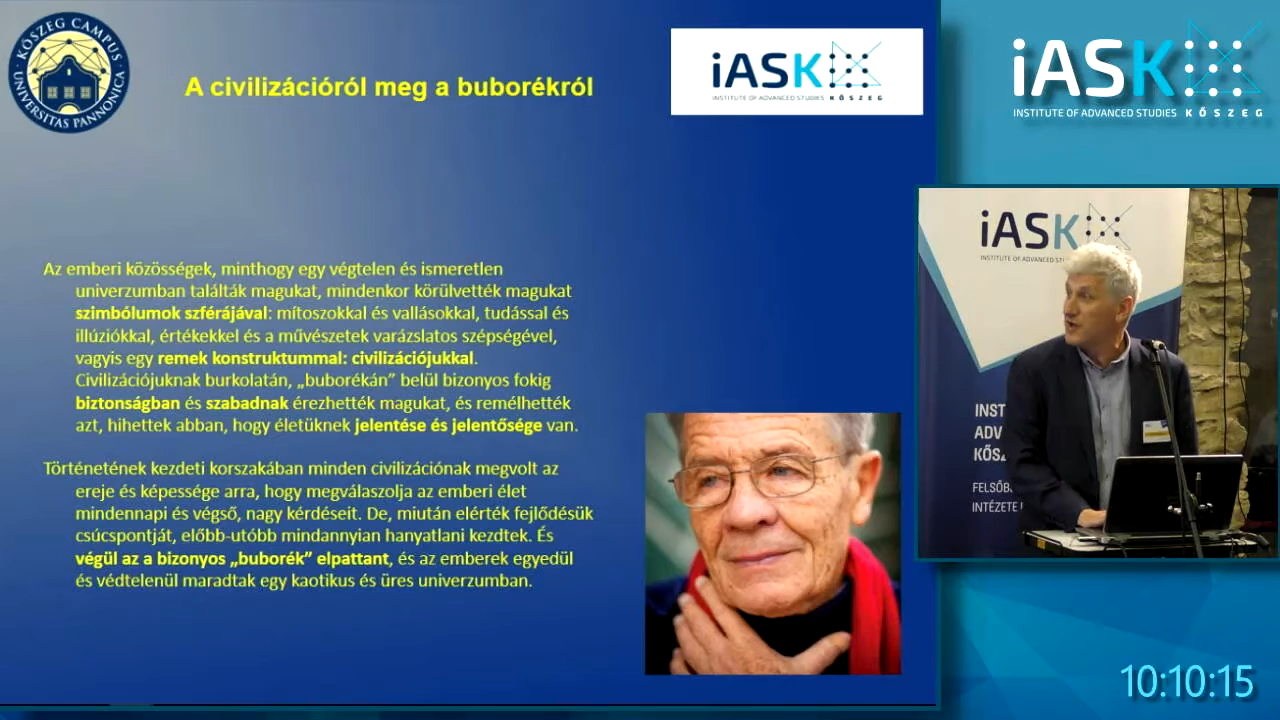 KŐSZEG CAMPUS
UNIVERSITAS PANNONICA
A civilizációról meg a buborékról
iASK
INSTITUTE OF ADVANCED STUDIES KŐSZEG
iASK
INSTITUTE OF ADVANCED STUDIES KŐSZEG
Az emberi közösségek, minthogy egy végtelen és ismeretlen
univerzumban találták magukat, mindenkor körülvették magukat
szimbólumok szférájával: mítoszokkal és vallásokkal, tudással és
illúziókkal, értékekkel és a művészetek varázslatos szépségével,
vagyis egy remek konstruktummal: civilizációjukkal.
Civilizációjuknak burkolatán, „buborékán” belül bizonyos fokig
biztonságban és szabadnak érezhették magukat, és remélhették
azt, hihettek abban, hogy életüknek jelentése és jelentősége van.
Történetének kezdeti korszakában minden civilizációnak megvolt az
ereje és képessége arra, hogy megválaszolja az emberi élet
mindennapi és végső, nagy kérdéseit. De, miután elérték fejlődésük
csúcspontját, előbb-utóbb mindannyian hanyatlani kezdtek. És
végül az a bizonyos „buborék” elpattant, és az emberek egyedül
és védtelenül maradtak egy kaotikus és üres univerzumban.
iASK
INSTITUTE OF ADVANCED STU
INST
ADV
KŐSZ
FELSŐB
INTÉZETE
10:10:15